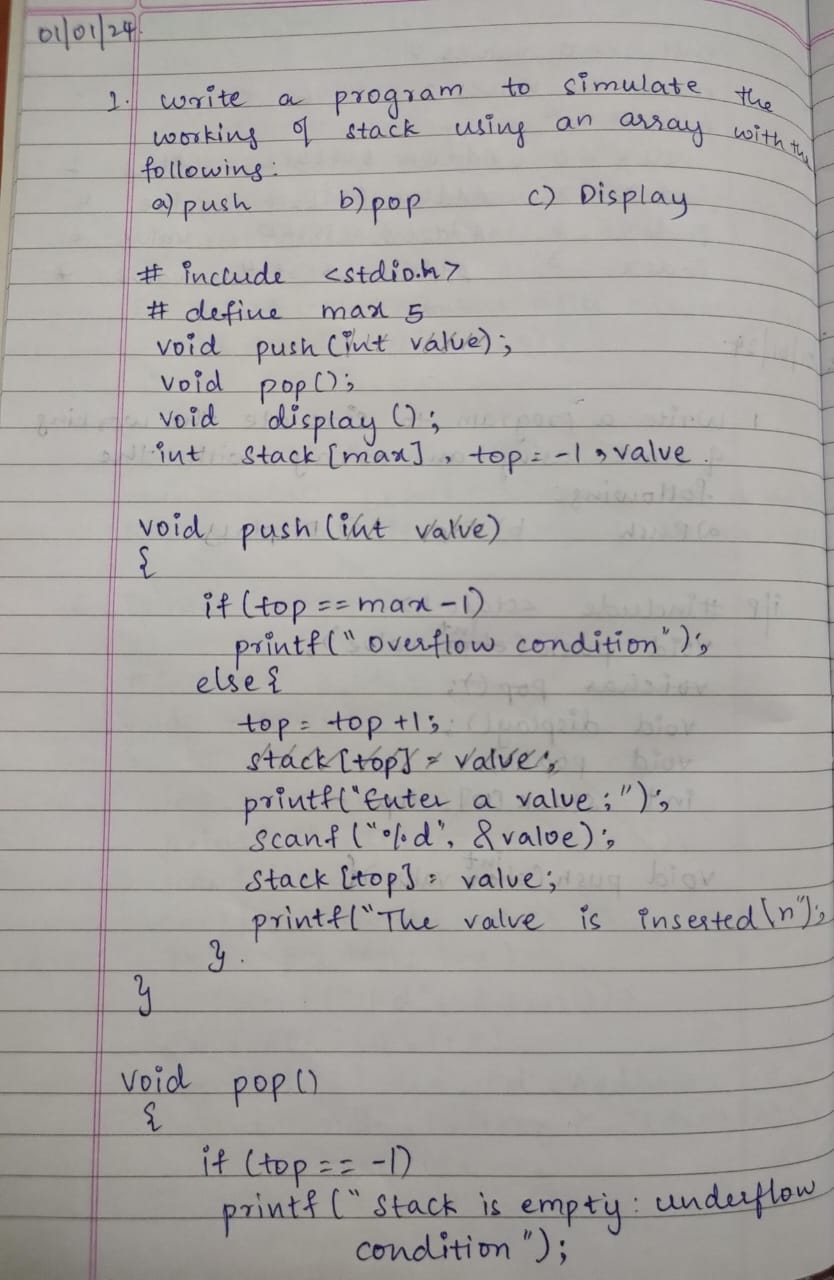 01/01/24
1. write a program to simulate the
working of stack using an array with the
following:
a) push b) pop c) Display
# include <stdio.h>
# define max 5
void push (int value);
void pop();
void display ();
int stack [max], top = -1, value.
void push (int value)
{
if (top == max -1)
printf(" overflow condition");
else {
top = top +1;
stack [top] = value;
printf("Enter a value ;");
scanf ("%d", &value);
stack [top] = value;
printf("The value is inserted\n");
}.
}
void pop ()
{
if (top == -1)
printf (" Stack is empty: underflow
condition ");